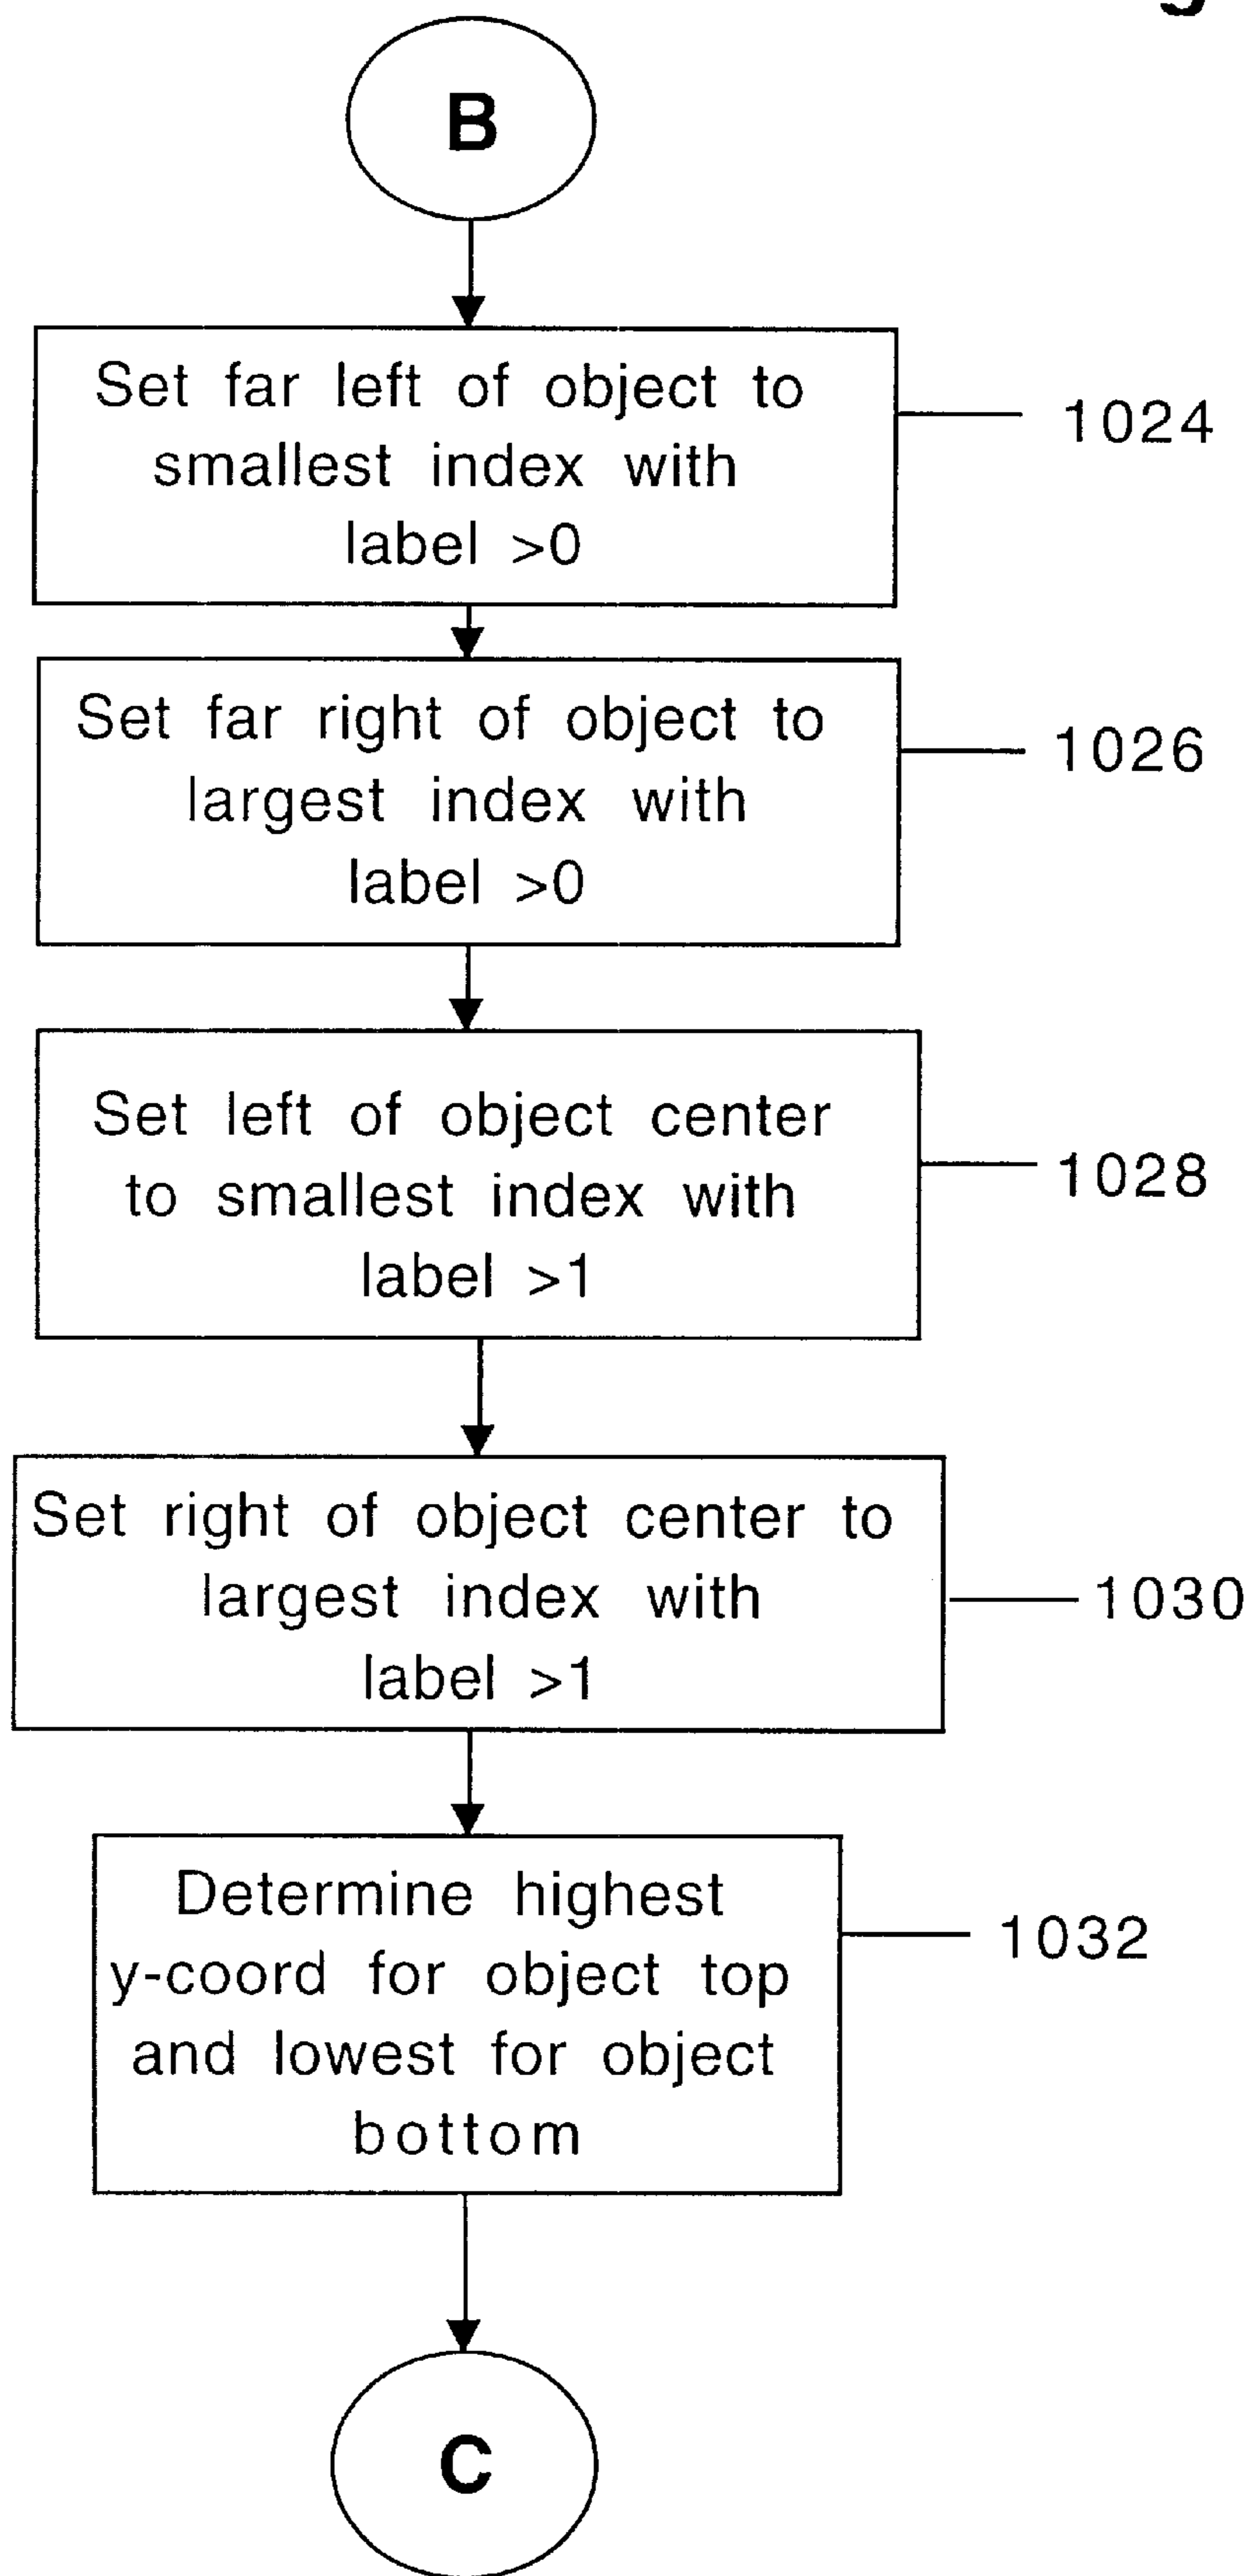 B
Set far left of object to
smallest index with
label >0
1024
Set far right of object to
largest index with
label >0
1026
Set left of object center
to smallest index with
label >1
1028
Set right of object center to
largest index with
label >1
1030
Determine highest
y-coord for object top
and lowest for object
bottom
1032
C